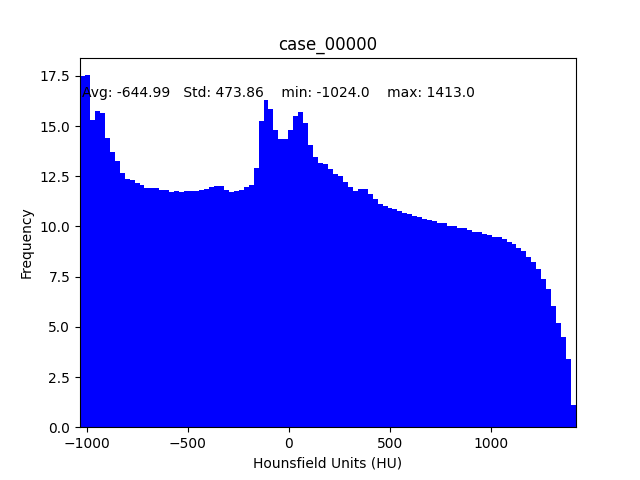 case_00000
17.5
Avg: -644.99 Std: 473.86 min: -1024.0 max: 1413.0
15.0
12.5
10.0
7.5
5.0
2.5
0.0
Frequency
−1000 −500 0 500 1000
Hounsfield Units (HU)